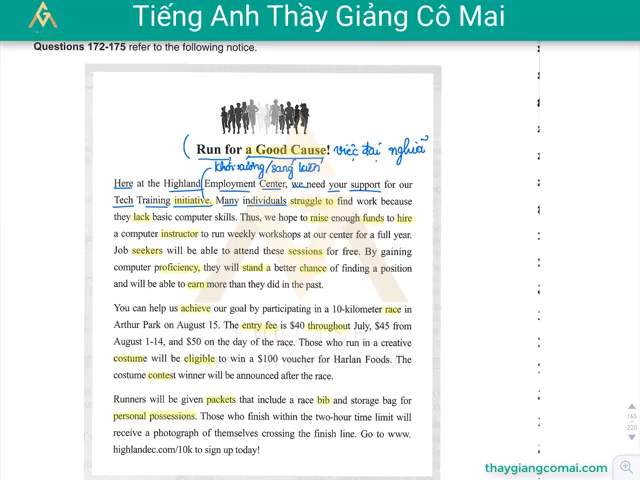 Tiếng Anh Thầy Giảng Cô Mai
Questions 172-175 refer to the following notice.
Run for a Good Cause! việc đại nghĩa
khởi xướng/sáng kiến
Here at the Highland Employment Center, we need your support for our
Tech Training initiative. Many individuals struggle to find work because
they lack basic computer skills. Thus, we hope to raise enough funds to hire
a computer instructor to run weekly workshops at our center for a full year.
Job seekers will be able to attend these sessions for free. By gaining
computer proficiency, they will stand a better chance of finding a position
and will be able to earn more than they did in the past.
You can help us achieve our goal by participating in a 10-kilometer race in
Arthur Park on August 15. The entry fee is $40 throughout July, $45 from
August 1-14, and $50 on the day of the race. Those who run in a creative
costume will be eligible to win a $100 voucher for Harlan Foods. The
costume contest winner will be announced after the race.
Runners will be given packets that include a race bib and storage bag for
personal possessions. Those who finish within the two-hour time limit will
receive a photograph of themselves crossing the finish line. Go to www.
highlandec.com/10k to sign up today!
165
220
thaygiangcomai.com